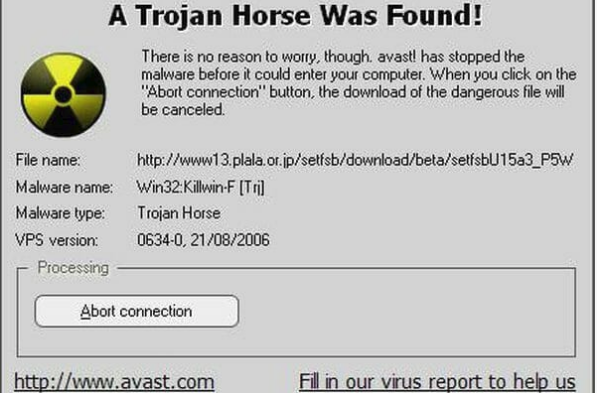 A Trojan Horse Was Found!
There is no reason to worry, though. avast! has stopped the
malware before it could enter your computer. When you click on the
"Abort connection" button, the download of the dangerous file will
be canceled.
File name: http://www13.plala.or.jp/setfsb/download/beta/setfsbU15a3_P5W
Malware name: Win32:Killwin-F [Trj]
Malware type: Trojan Horse
VPS version: 0634-0, 21/08/2006
Processing
Abort connection
http://www.avast.com Fill in our virus report to help us